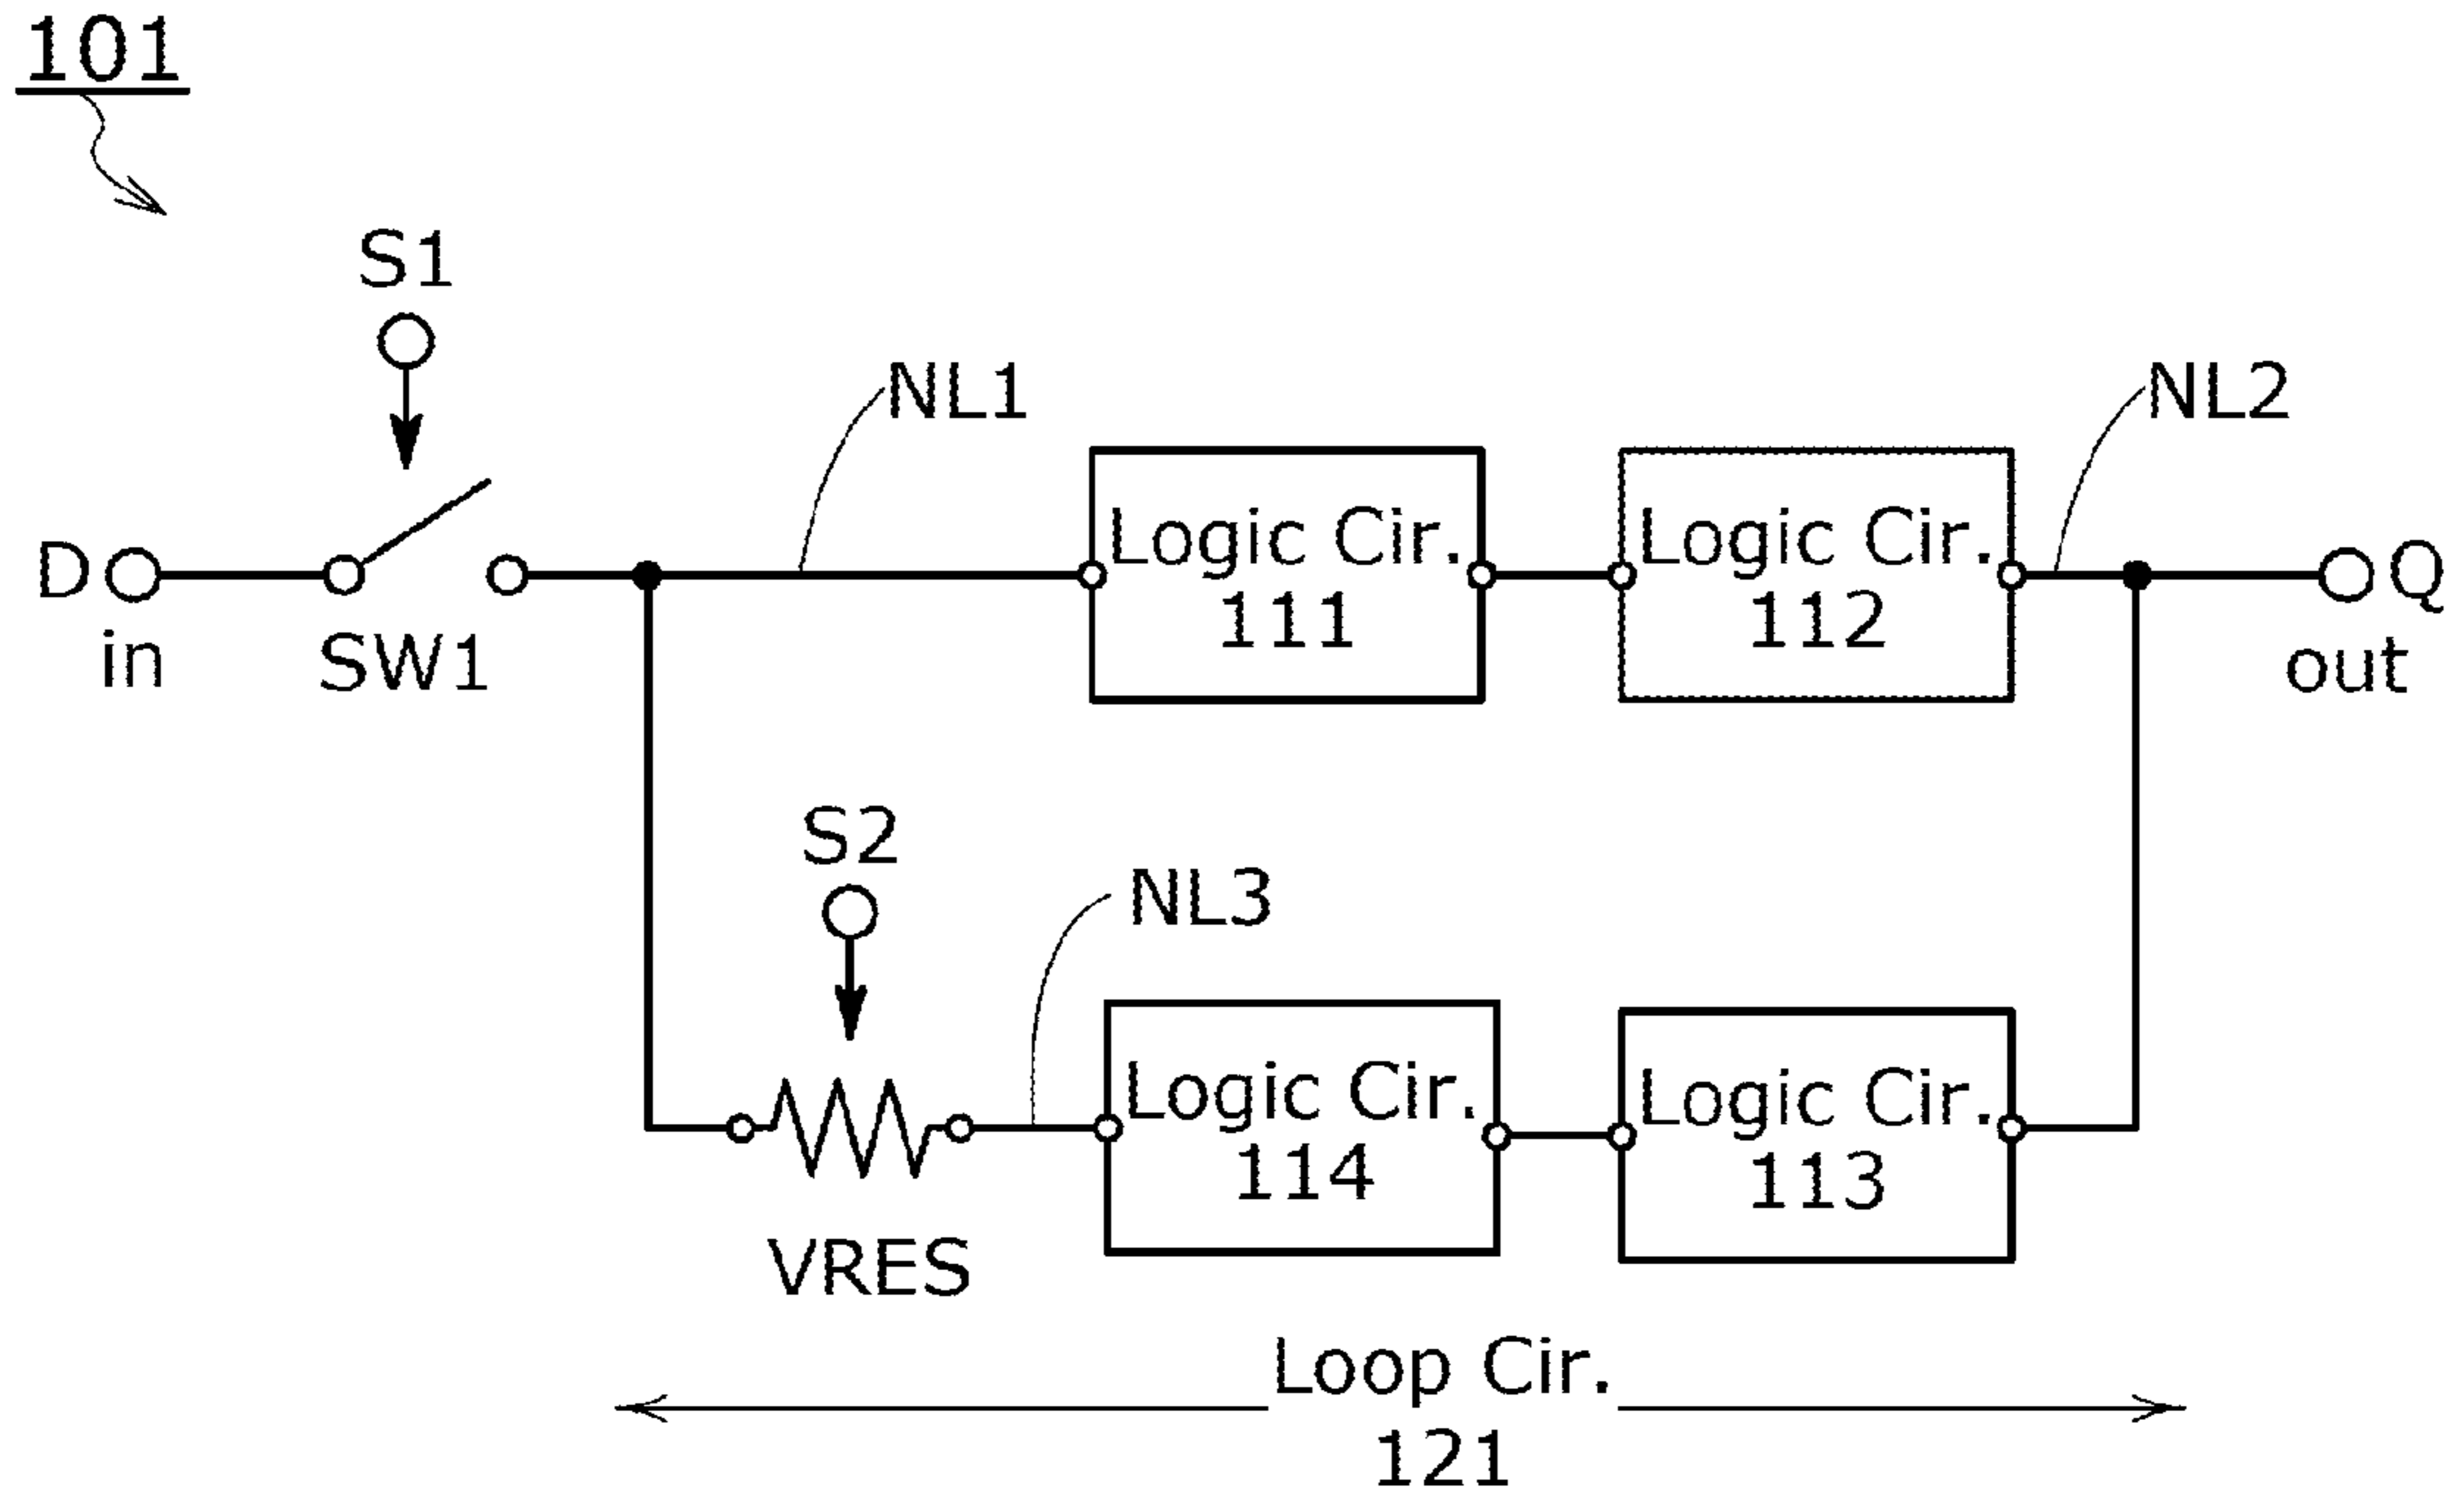 101
S1
NL1
NL2
D
in
SW1
Logic Cir.
111
Logic Cir.
112
Q
out
S2
NL3
VRES
Logic Cir.
114
Logic Cir.
113
Loop Cir.
121